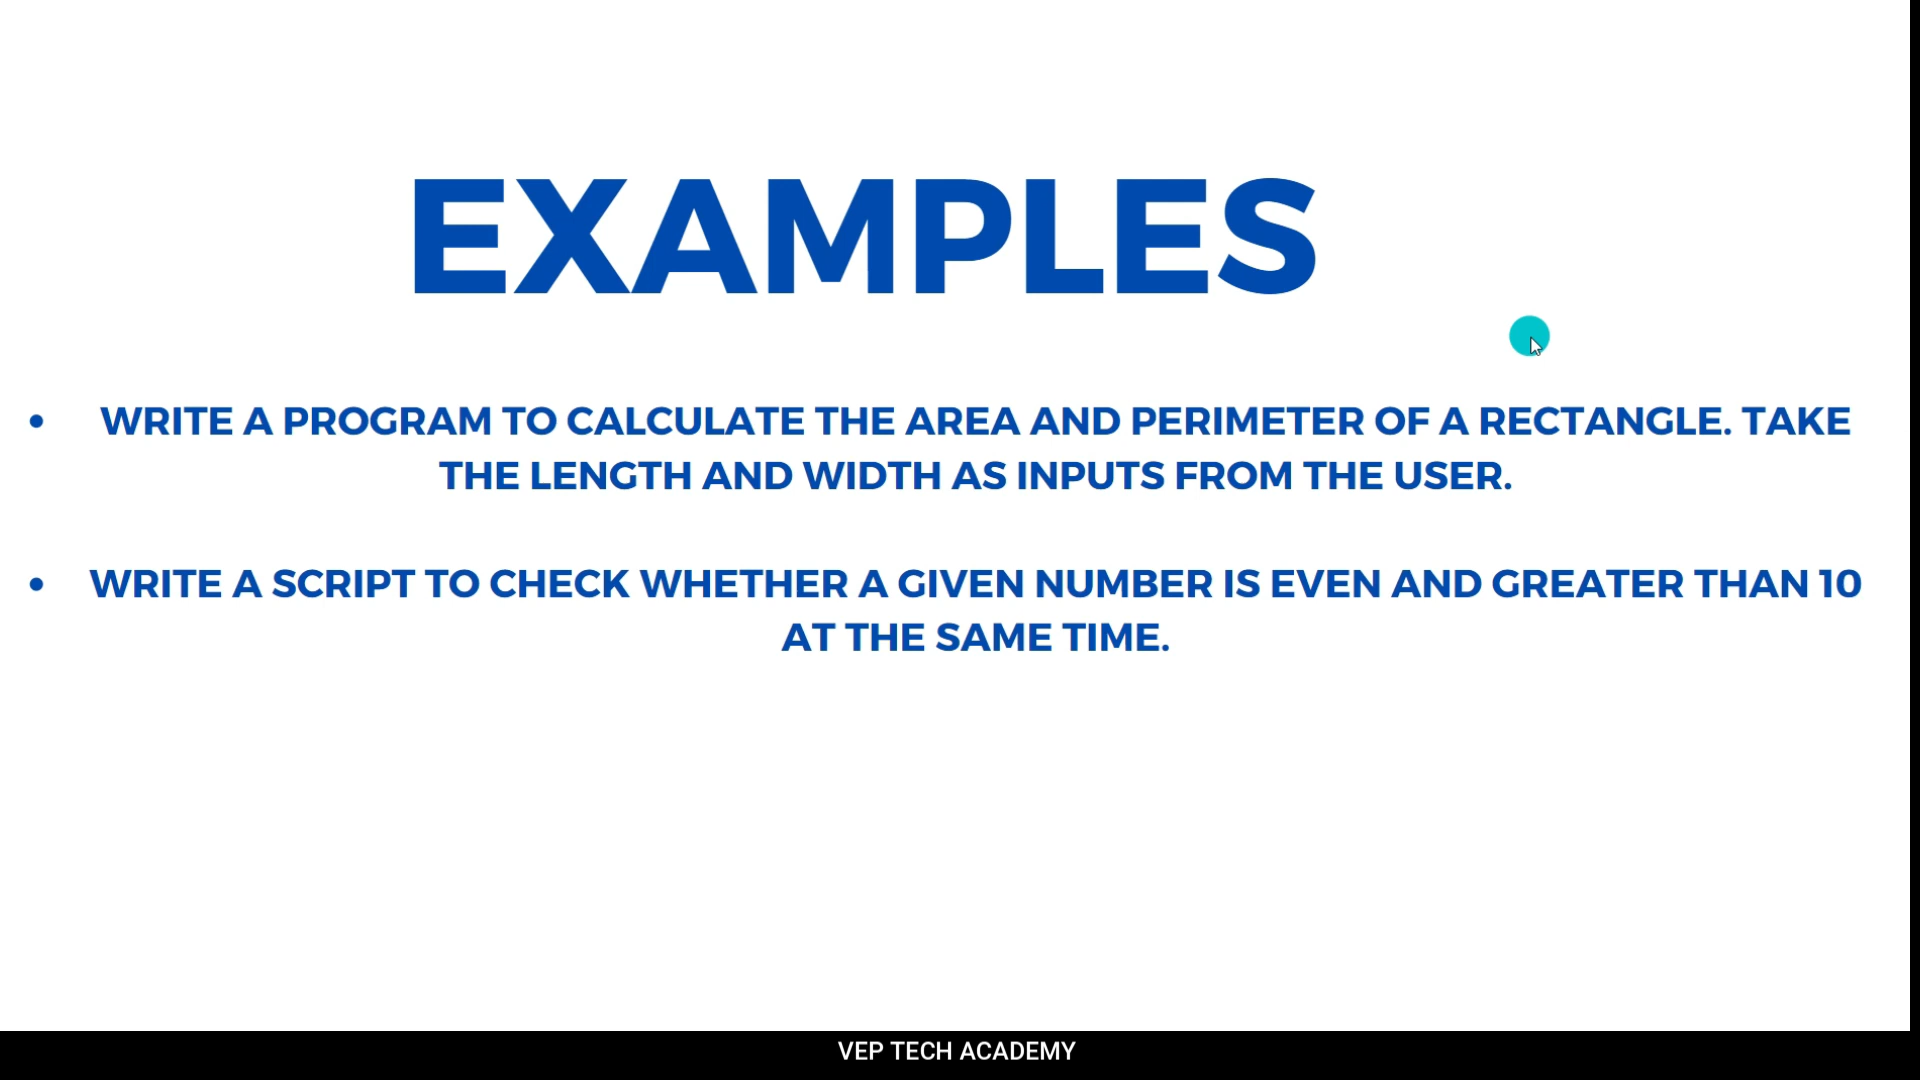 EXAMPLES
• WRITE A PROGRAM TO CALCULATE THE AREA AND PERIMETER OF A RECTANGLE. TAKE
THE LENGTH AND WIDTH AS INPUTS FROM THE USER.
• WRITE A SCRIPT TO CHECK WHETHER A GIVEN NUMBER IS EVEN AND GREATER THAN 10
AT THE SAME TIME.
VEP TECH ACADEMY